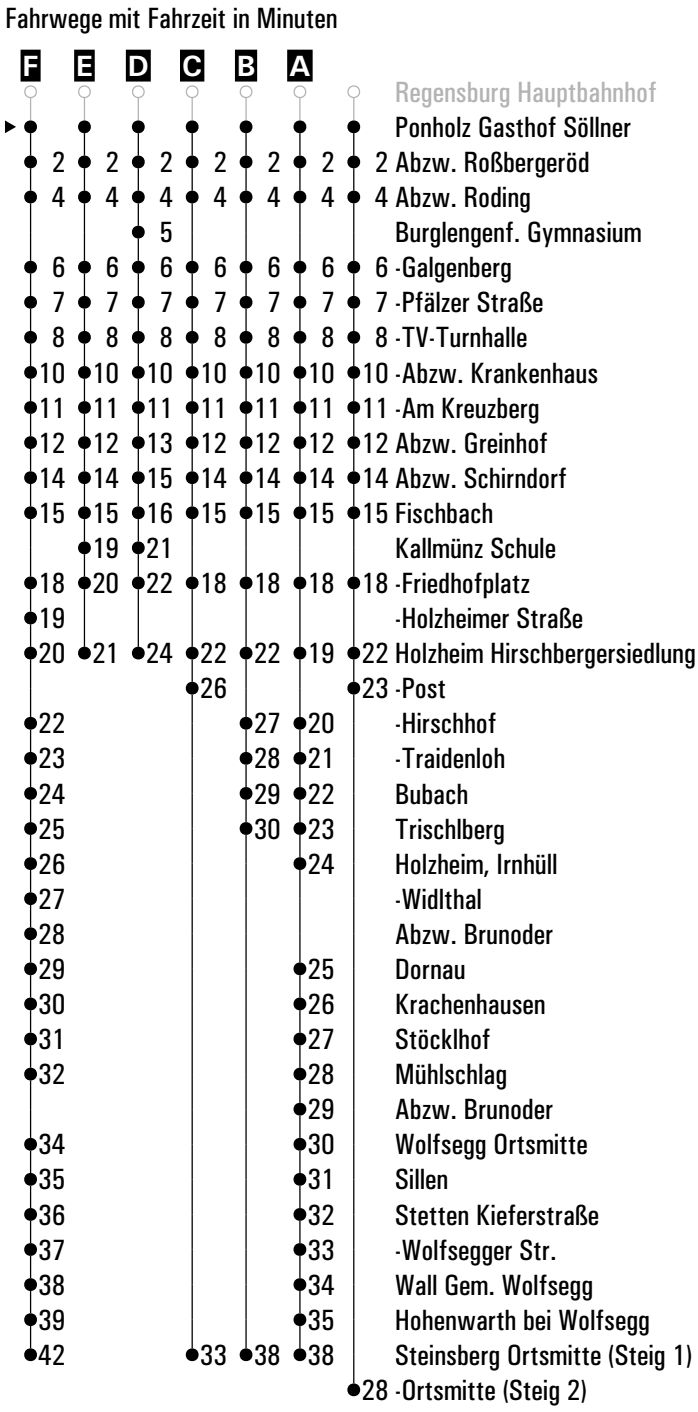 Fahrwege mit Fahrzeit in Minuten
F E D C B A
Regensburg Hauptbahnhof
Ponholz Gasthof Söllner
2 2 2 2 2 2 2 Abzw. Roßbergeröd
4 4 4 4 4 4 4 Abzw. Roding
5 Burglengenf. Gymnasium
6 6 6 6 6 6 6 -Galgenberg
7 7 7 7 7 7 7 -Pfälzer Straße
8 8 8 8 8 8 8 -TV-Turnhalle
10 10 10 10 10 10 10 -Abzw. Krankenhaus
11 11 11 11 11 11 11 -Am Kreuzberg
12 12 13 12 12 12 12 Abzw. Greinhof
14 14 15 14 14 14 14 Abzw. Schirndorf
15 15 16 15 15 15 15 Fischbach
19 21 Kallmünz Schule
18 20 22 18 18 18 18 -Friedhofplatz
19 -Holzheimer Straße
20 21 24 22 22 19 22 Holzheim Hirschbergersiedlung
26 23 -Post
22 27 20 -Hirschhof
23 28 21 -Traidenloh
24 29 22 Bubach
25 30 23 Trischlberg
26 24 Holzheim, Irnhüll
27 -Widlthal
28 Abzw. Brunoder
29 25 Dornau
30 26 Krachenhausen
31 27 Stöcklhof
32 28 Mühlschlag
29 Abzw. Brunoder
34 30 Wolfsegg Ortsmitte
35 31 Sillen
36 32 Stetten Kieferstraße
37 33 -Wolfsegger Str.
38 34 Wall Gem. Wolfsegg
39 35 Hohenwarth bei Wolfsegg
42 33 38 38 Steinsberg Ortsmitte (Steig 1)
28 -Ortsmitte (Steig 2)